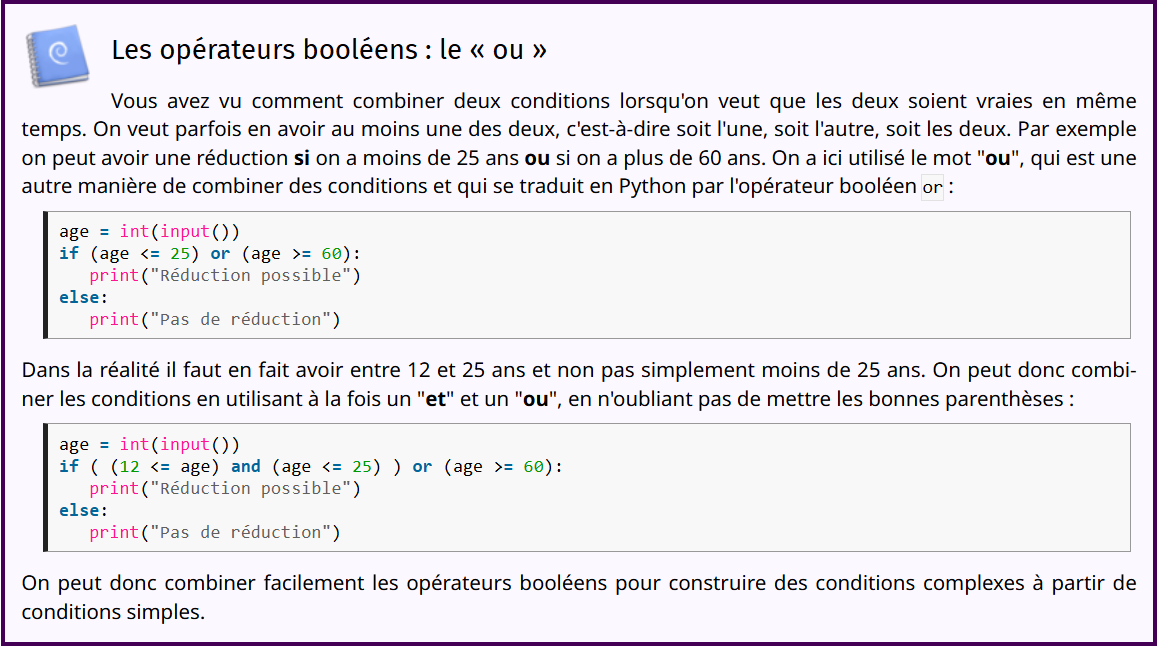 Les opérateurs booléens : le « ou »
Vous avez vu comment combiner deux conditions lorsqu'on veut que les deux soient vraies en même
temps. On veut parfois en avoir au moins une des deux, c'est-à-dire soit l'une, soit l'autre, soit les deux. Par exemple
on peut avoir une réduction si on a moins de 25 ans ou si on a plus de 60 ans. On a ici utilisé le mot "ou", qui est une
autre manière de combiner des conditions et qui se traduit en Python par l'opérateur booléen or :
age = int(input())
if (age <= 25) or (age >= 60):
   print("Réduction possible")
else:
   print("Pas de réduction")
Dans la réalité il faut en fait avoir entre 12 et 25 ans et non pas simplement moins de 25 ans. On peut donc combi-
ner les conditions en utilisant à la fois un "et" et un "ou", en n'oubliant pas de mettre les bonnes parenthèses :
age = int(input())
if ( (12 <= age) and (age <= 25) ) or (age >= 60):
   print("Réduction possible")
else:
   print("Pas de réduction")
On peut donc combiner facilement les opérateurs booléens pour construire des conditions complexes à partir de
conditions simples.